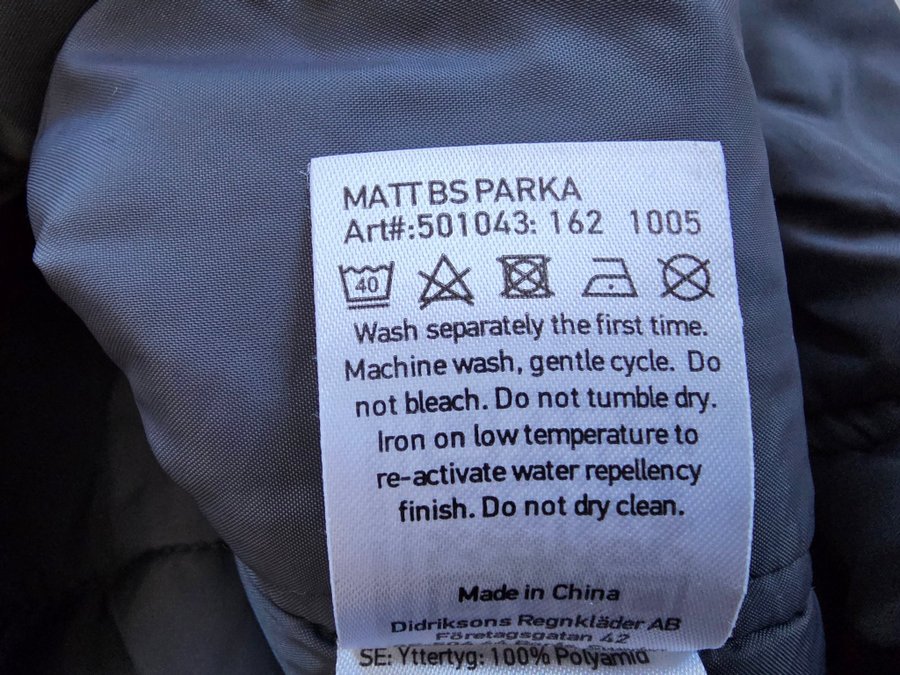 MATT BS PARKA
Art#:501043: 162 1005
40
Wash separately the first time.
Machine wash, gentle cycle. Do
not bleach. Do not tumble dry.
Iron on low temperature to
re-activate water repellency
finish. Do not dry clean.
Made in China
Didriksons Regnkläder AB
Företagsgatan 42
SE: Yttertyg: 100% Polyamid